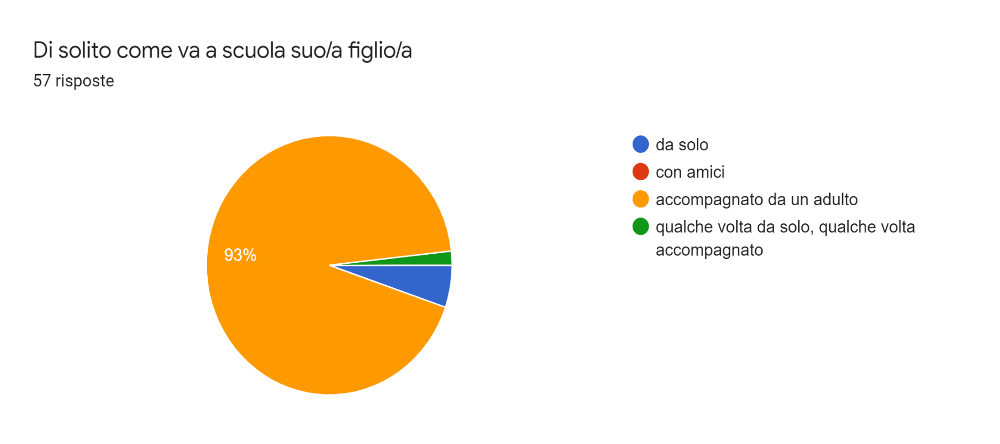 Di solito come va a scuola suo/a figlio/a
57 risposte
da solo
con amici
accompagnato da un adulto
qualche volta da solo, qualche volta
accompagnato
93%